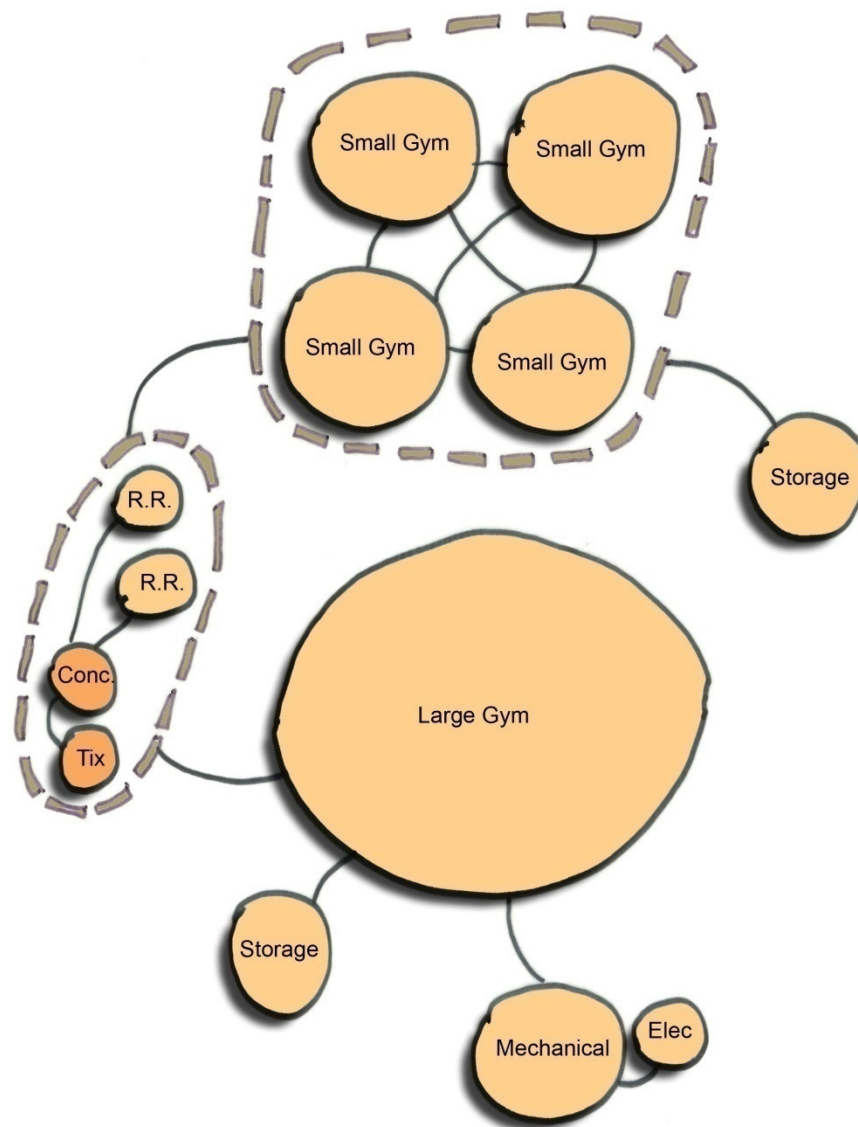 Small Gym
Small Gym
Small Gym
Small Gym
Storage
R.R.
R.R.
Conc.
Tix
Large Gym
Storage
Mechanical
Elec